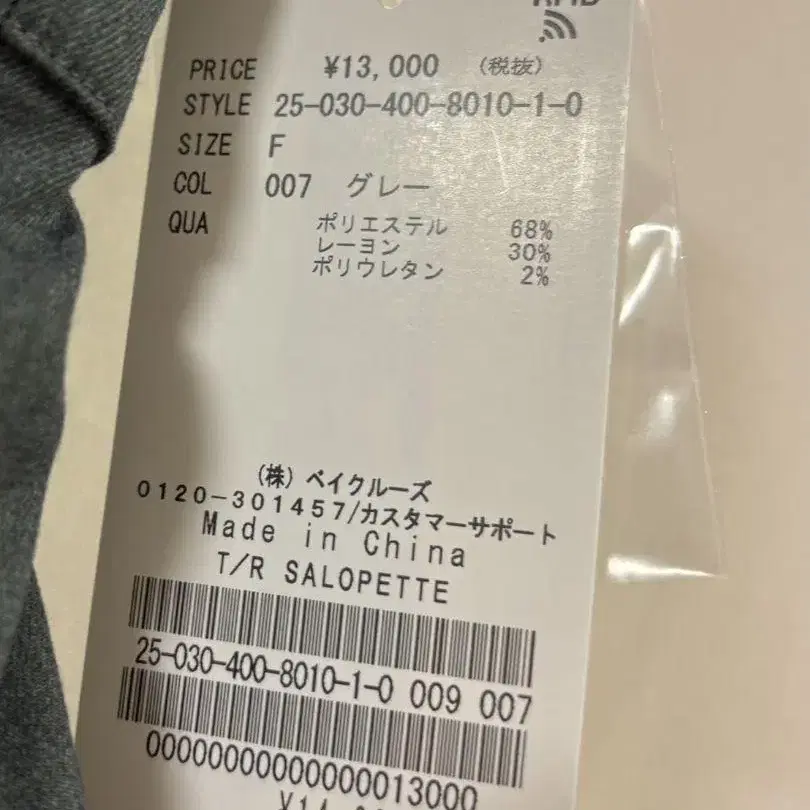 RFID
PRICE ¥13,000 (税抜)
STYLE 25-030-400-8010-1-0
SIZE F
COL 007 グレー
QUA ポリエステル 68%
レーヨン 30%
ポリウレタン 2%
(株) ベイクルーズ
0120-301457/カスタマーサポート
Made in China
T/R SALOPETTE
25-030-400-8010-1-0 009 007
0000000000000013000